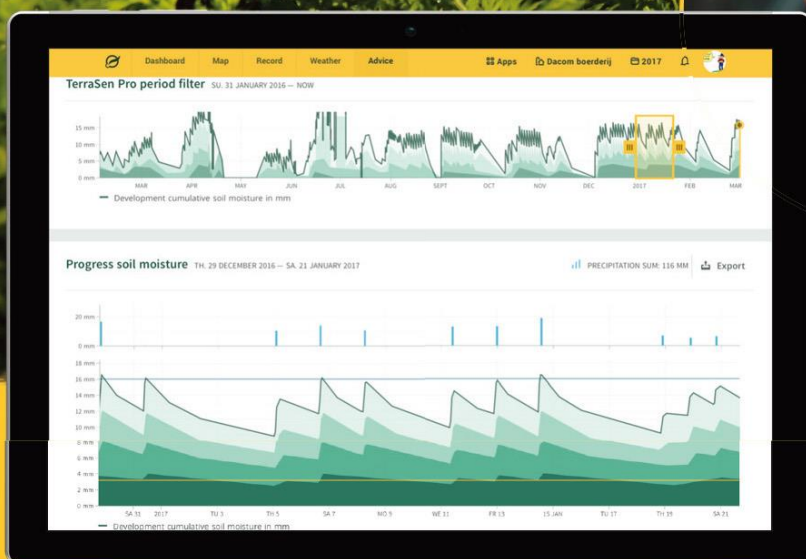 Dashboard Map Record Weather Advice Apps Dacom boerderij 2017
TerraSen Pro period filter SU. 31 JANUARY 2016 — NOW
15 mm
10 mm
5 mm
0 mm
MAR APR MAY JUN JUL AUG SEPT OCT NOV DEC 2017 FEB MAR
Development cumulative soil moisture in mm
Progress soil moisture TH. 29 DECEMBER 2016 — SA. 21 JANUARY 2017 PRECIPITATION SUM: 116 MM Export
20 mm
0 mm
18 mm
16 mm
14 mm
12 mm
10 mm
8 mm
6 mm
4 mm
2 mm
0 mm
SA 31 2017 TU 3 TH 5 SA 7 MO 9 WE 11 FR 13 15 JAN TU 17 TH 19 SA 21
Development cumulative soil moisture in mm